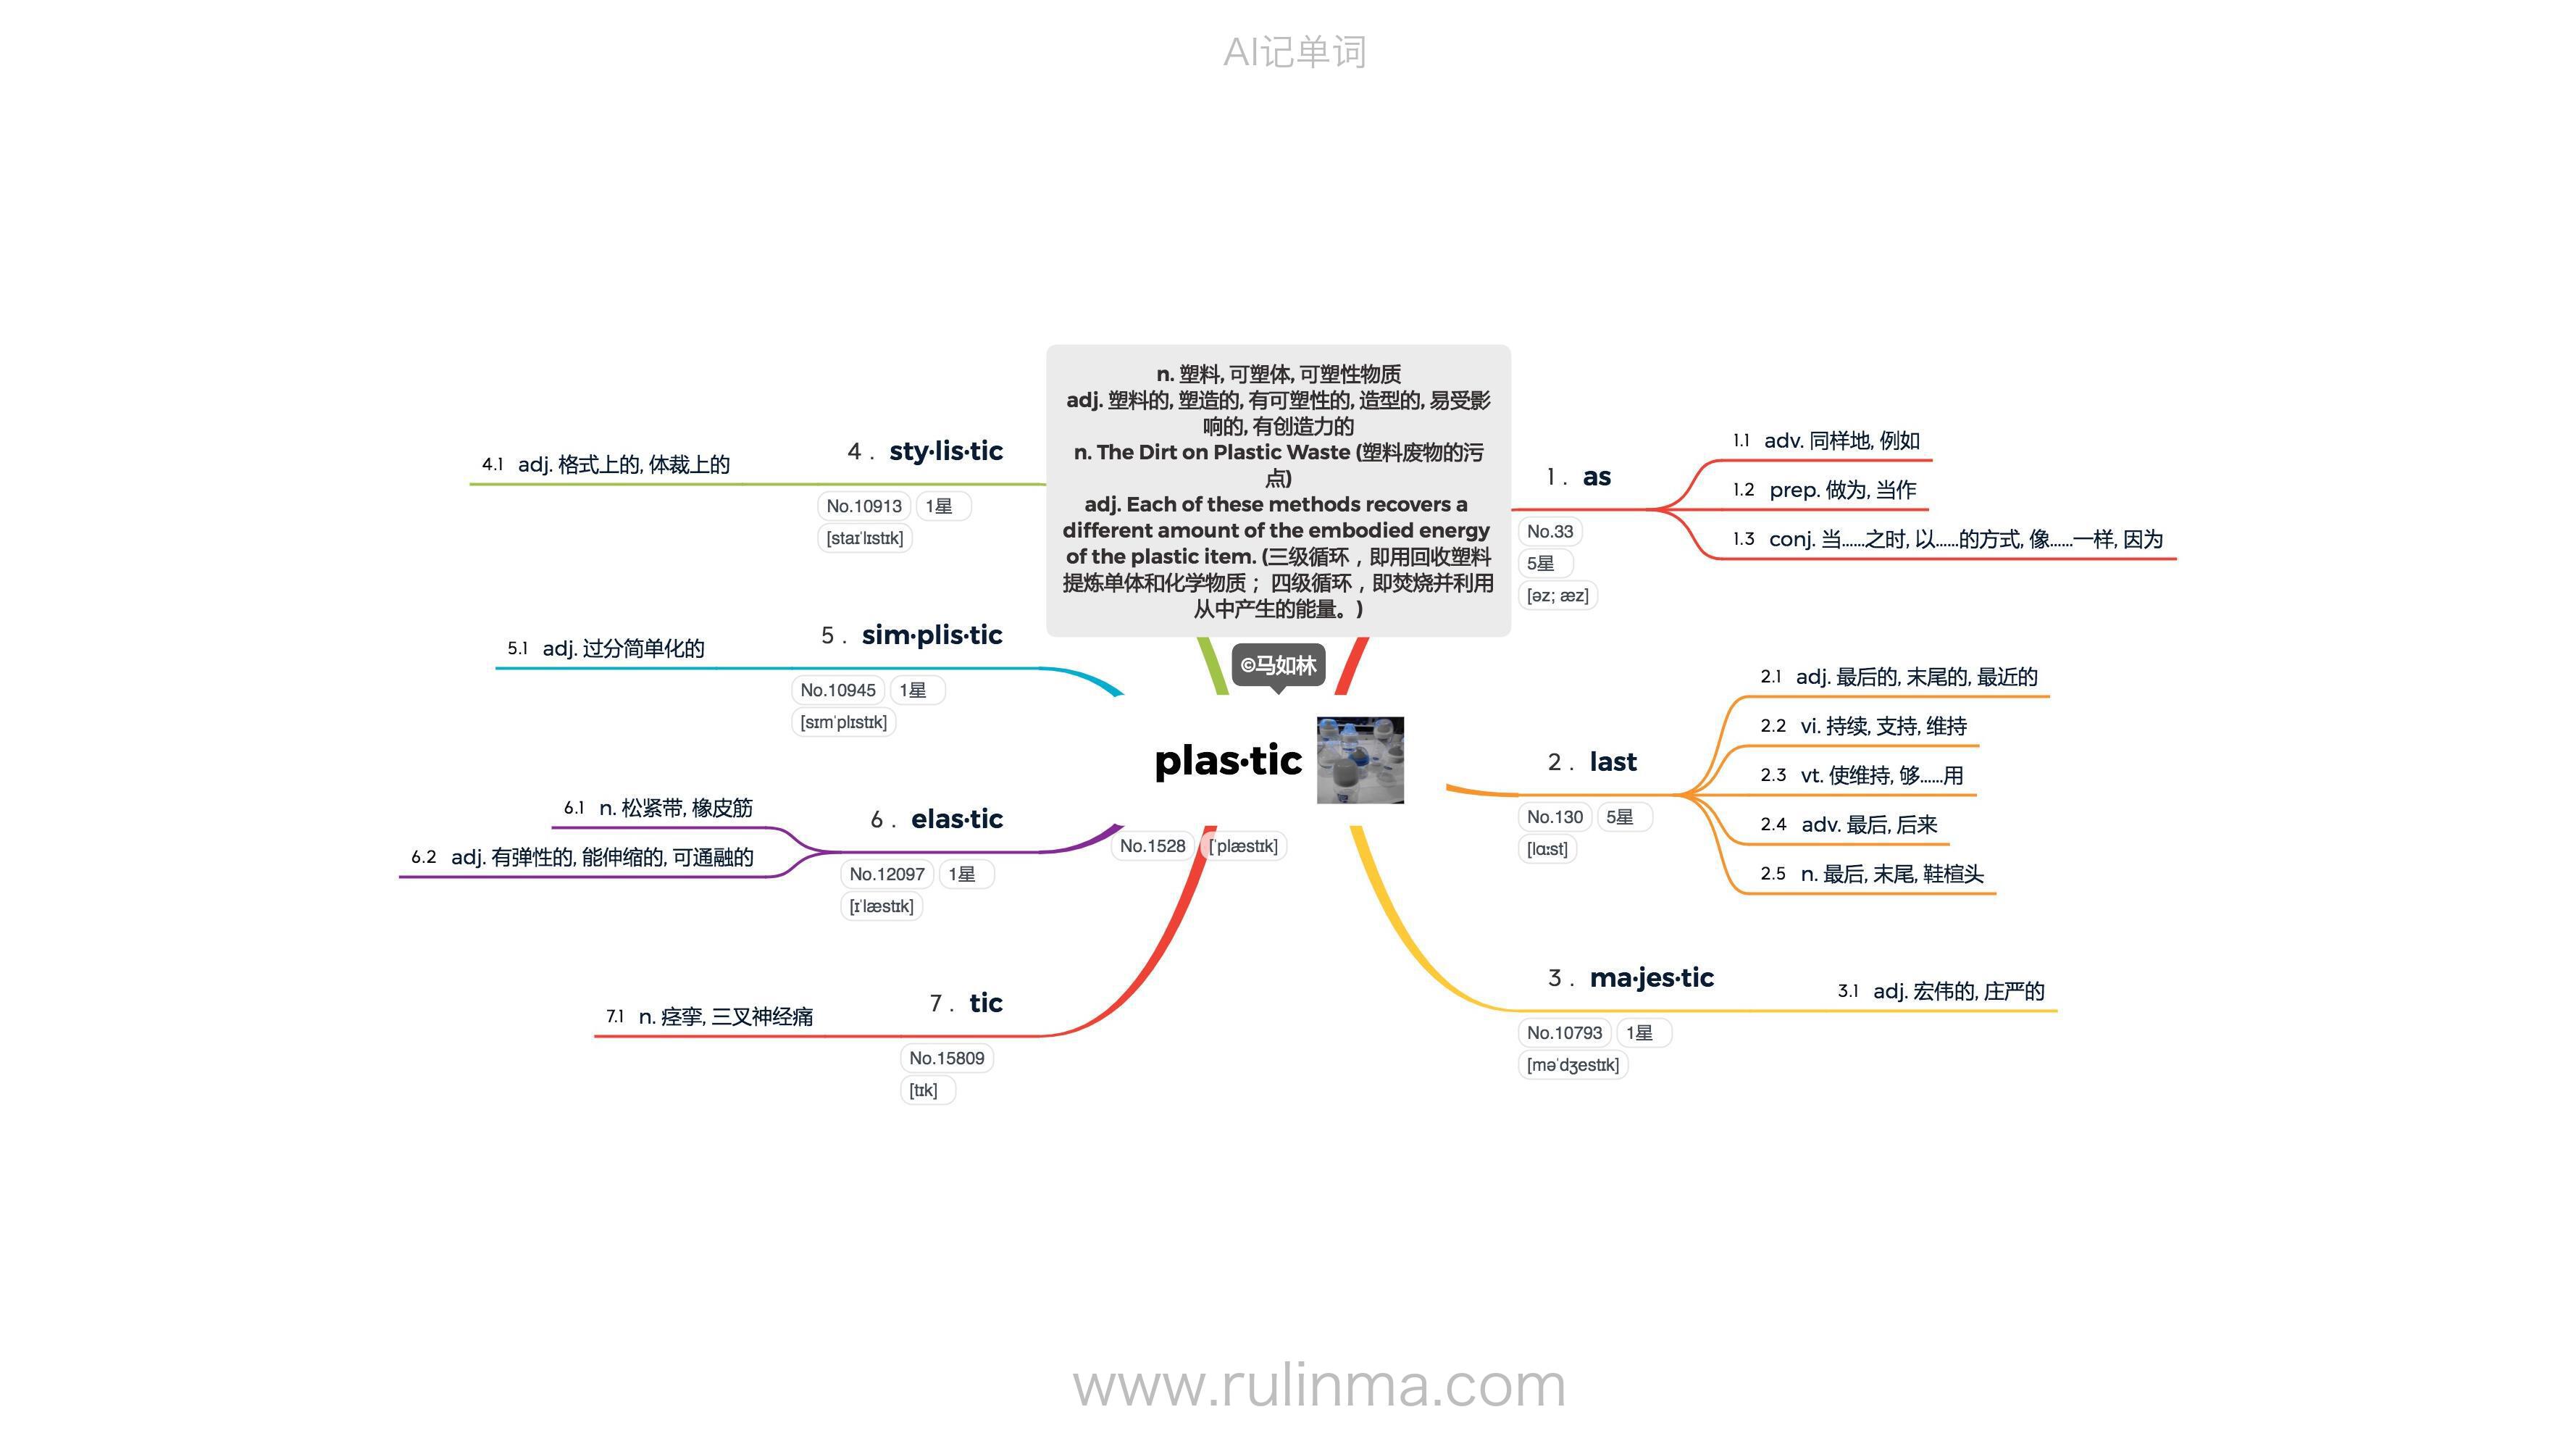 AI记单词
n. 塑料, 可塑体, 可塑性物质
adj. 塑料的, 塑造的, 有可塑性的, 造型的, 易受影
响的, 有创造力的
n. The Dirt on Plastic Waste (塑料废物的污
点)
adj. Each of these methods recovers a
different amount of the embodied energy
of the plastic item. (三级循环，即用回收塑料
提炼单体和化学物质； 四级循环，即焚烧并利用
从中产生的能量。)
©马如林
plas·tic
No.1528 [ˈplæstɪk]
1. as
No.33
5星
[əz; æz]
1.1 adv. 同样地, 例如
1.2 prep. 做为, 当作
1.3 conj. 当……之时, 以……的方式, 像……一样, 因为
2. last
No.130 5星
[lɑːst]
2.1 adj. 最后的, 末尾的, 最近的
2.2 vi. 持续, 支持, 维持
2.3 vt. 使维持, 够……用
2.4 adv. 最后, 后来
2.5 n. 最后, 末尾, 鞋楦头
3. ma·jes·tic
No.10793 1星
[məˈdʒestɪk]
3.1 adj. 宏伟的, 庄严的
4. sty·lis·tic
No.10913 1星
[staɪˈlɪstɪk]
4.1 adj. 格式上的, 体裁上的
5. sim·plis·tic
No.10945 1星
[sɪmˈplɪstɪk]
5.1 adj. 过分简单化的
6. elas·tic
No.12097 1星
[ɪˈlæstɪk]
6.1 n. 松紧带, 橡皮筋
6.2 adj. 有弹性的, 能伸缩的, 可通融的
7. tic
No.15809
[tɪk]
7.1 n. 痉挛, 三叉神经痛
www.rulinma.com